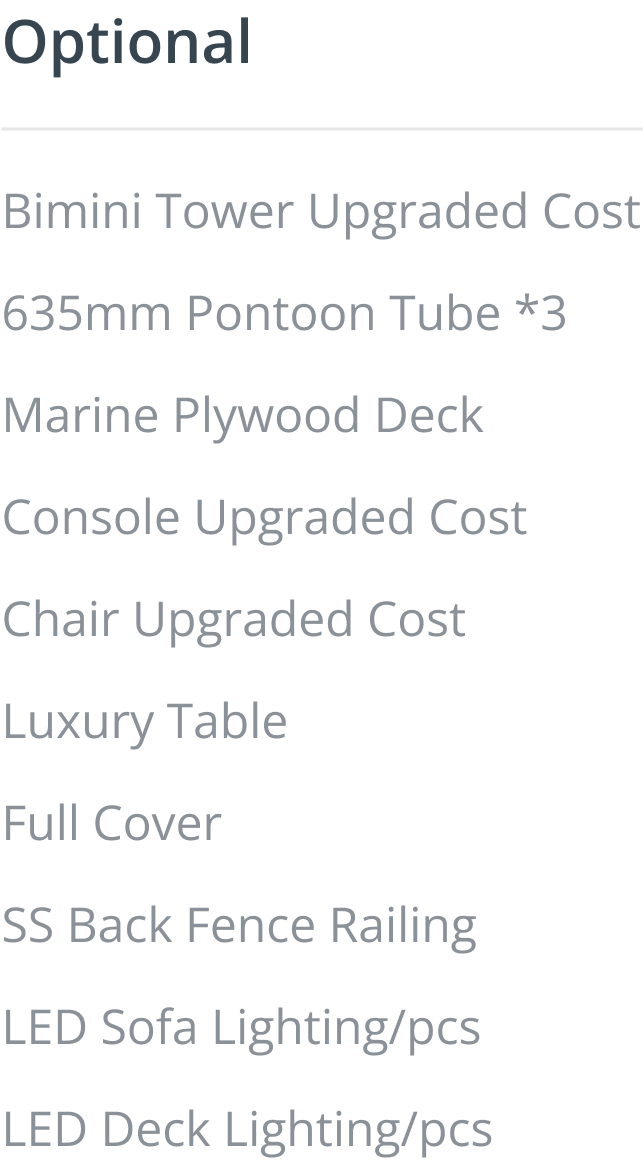 Optional
Bimini Tower Upgraded Cost
635mm Pontoon Tube *3
Marine Plywood Deck
Console Upgraded Cost
Chair Upgraded Cost
Luxury Table
Full Cover
SS Back Fence Railing
LED Sofa Lighting/pcs
LED Deck Lighting/pcs